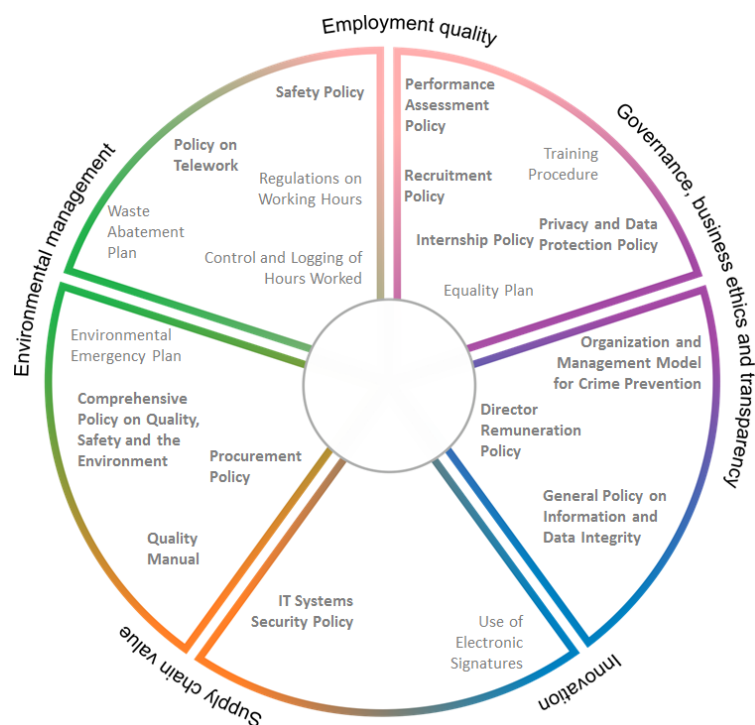 Employment quality
Governance, business ethics and transparency
Innovation
Supply chain value
Environmental management
Safety Policy
Policy on
Telework
Regulations on
Working Hours
Waste
Abatement
Plan
Control and Logging of
Hours Worked
Performance
Assessment
Policy
Training
Procedure
Recruitment
Policy
Internship Policy
Privacy and Data
Protection Policy
Equality Plan
Organization and
Management Model
for Crime Prevention
Director
Remuneration
Policy
General Policy on
Information and
Data Integrity
Environmental
Emergency Plan
Comprehensive
Policy on Quality,
Safety and the
Environment
Procurement
Policy
Quality
Manual
IT Systems
Security Policy
Use of
Electronic
Signatures